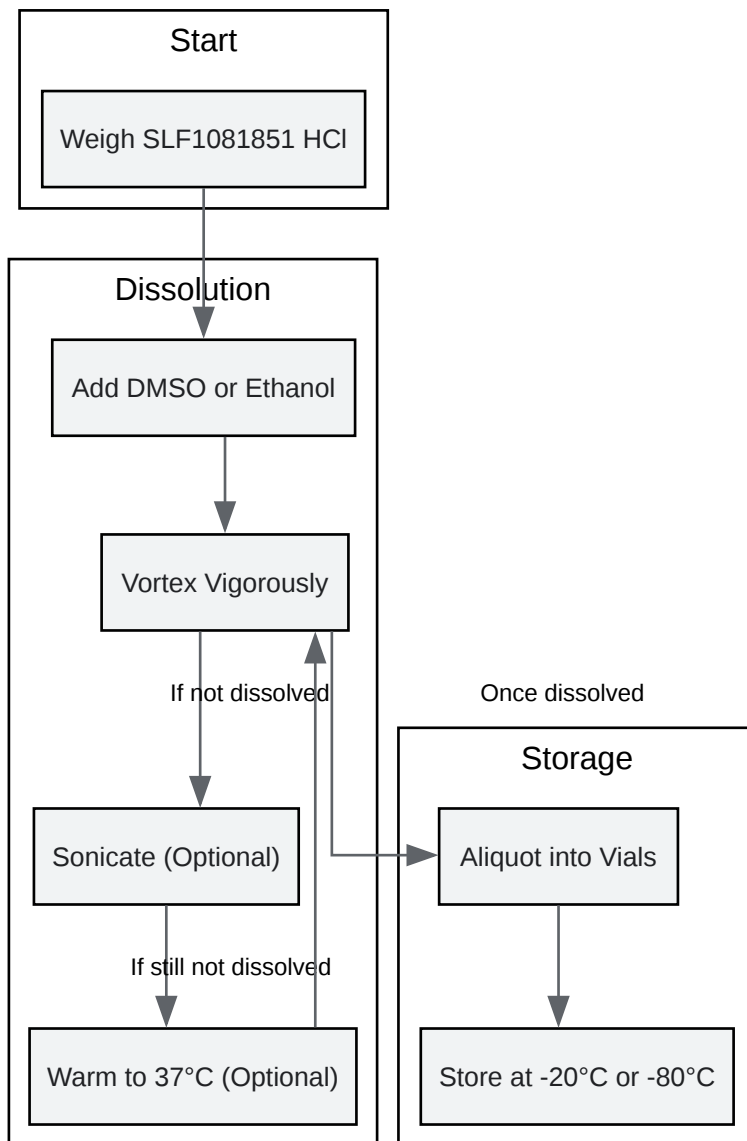 Start
Weigh SLF1081851 HCl
Dissolution
Add DMSO or Ethanol
Vortex Vigorously
If not dissolved
Once dissolved
Storage
Sonicate (Optional)
Aliquot into Vials
If still not dissolved
Warm to 37°C (Optional)
Store at -20°C or -80°C